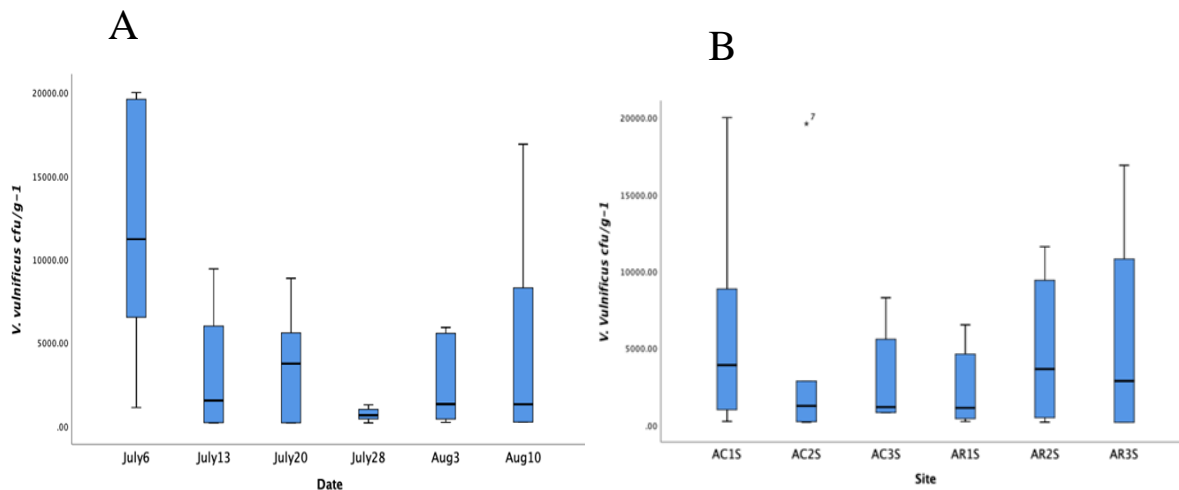 A
B
V. vulnificus cfu/g-1
20000.00
15000.00
10000.00
5000.00
.00
July6 July13 July20 July28 Aug3 Aug10
Date
V. Vulnificus cfu/g-1
20000.00
15000.00
10000.00
5000.00
.00
* 7
AC1S AC2S AC3S AR1S AR2S AR3S
Site